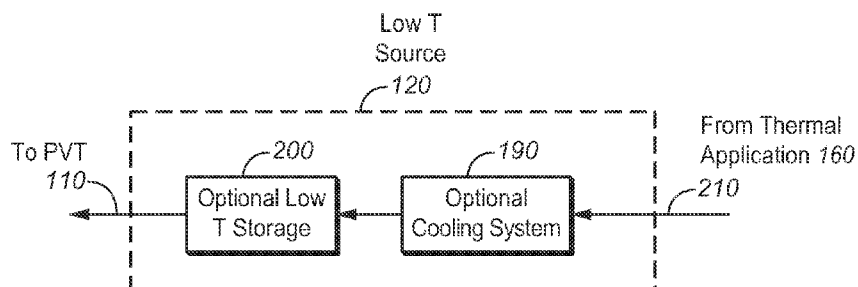 Low T
Source
120
To PVT
110
200
Optional Low
T Storage
190
Optional
Cooling System
From Thermal
Application 160
210